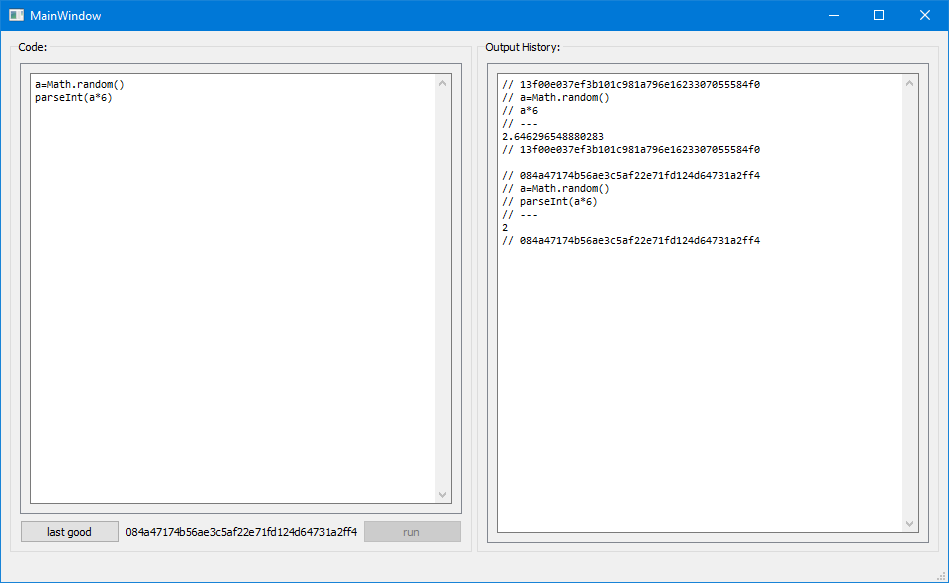 MainWindow
Code:
a=Math.random()
parseInt(a*6)
last good
084a47174b56ae3c5af22e71fd124d64731a2ff4
run
Output History:
// 13f00e037ef3b101c981a796e1623307055584f0
// a=Math.random()
// a*6
// ---
2.646296548880283
// 13f00e037ef3b101c981a796e1623307055584f0
// 084a47174b56ae3c5af22e71fd124d64731a2ff4
// a=Math.random()
// parseInt(a*6)
// ---
2
// 084a47174b56ae3c5af22e71fd124d64731a2ff4